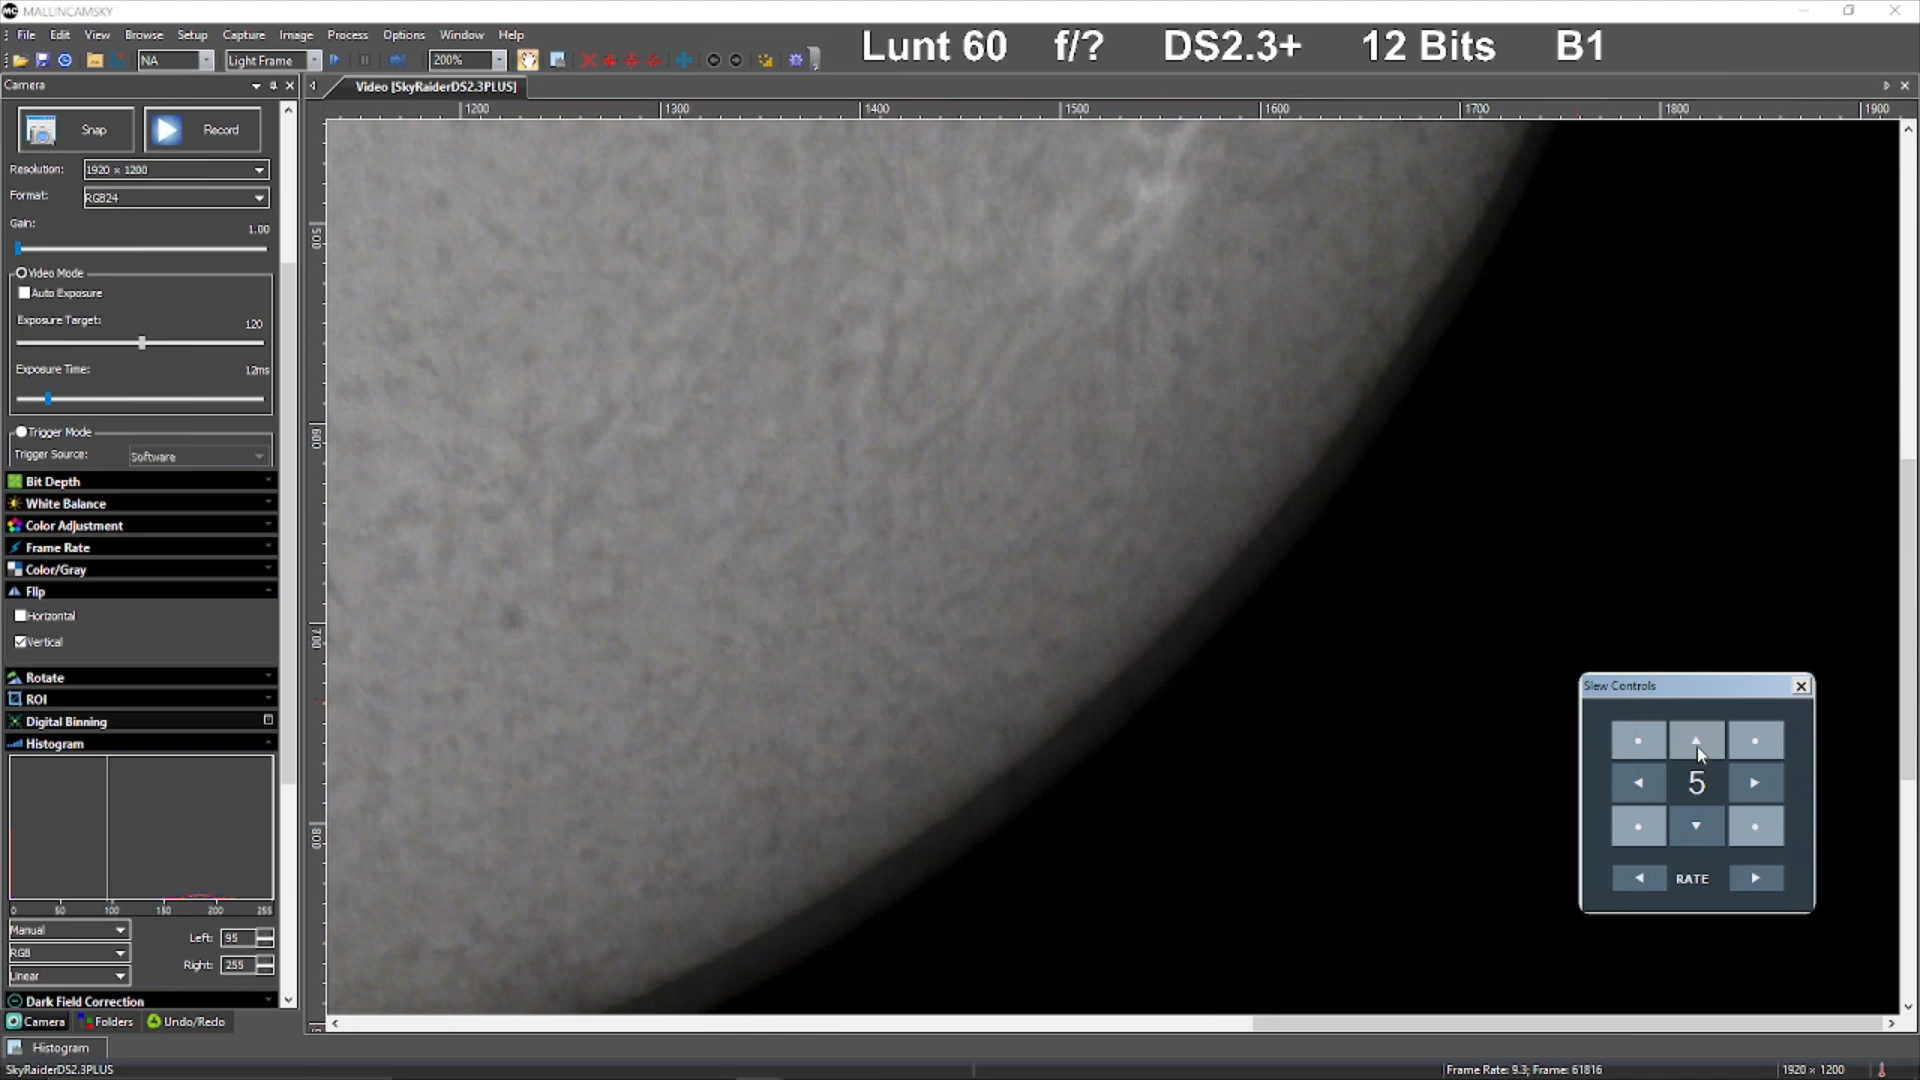 MALLINCAMSKY
File Edit View Browse Setup Capture Image Process Options Window Help
NA Light Frame 200%
Lunt 60 f/? DS2.3+ 12 Bits B1
Camera
Video [SkyRaiderDS2.3PLUS]
1200 1300 1400 1500 1600 1700 1800 1900
Snap Record
Resolution: 1920 × 1200
Format: RGB24
Gain: 1.00
500
Video Mode
Auto Exposure
Exposure Target: 120
Exposure Time: 12ms
600
Trigger Mode
Trigger Source: Software
Bit Depth
White Balance
Color Adjustment
Frame Rate
Color/Gray
Flip
Horizontal
700
Vertical
Rotate
ROI
Digital Binning
Histogram
800
0 50 100 150 200 255
Manual
Left: 95
RGB
Right: 255
Linear
Dark Field Correction
Camera Folders Undo/Redo
Histogram
Slew Controls
5
RATE
SkyRaiderDS2.3PLUS
Frame Rate: 9.3; Frame: 61816
1920 × 1200